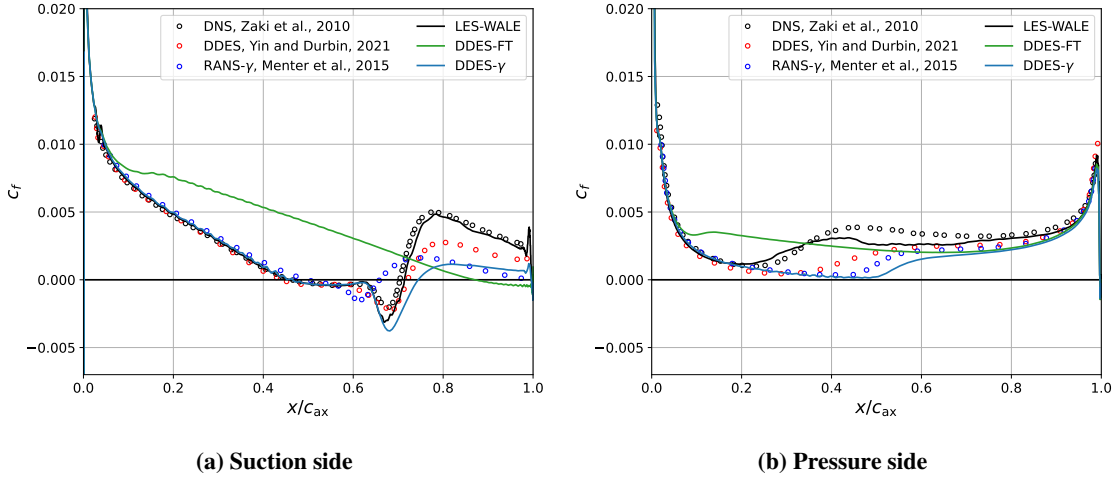 DNS, Zaki et al., 2010
DDES, Yin and Durbin, 2021
RANS-γ, Menter et al., 2015
LES-WALE
DDES-FT
DDES-γ
0.020
0.015
0.010
0.005
0.000
−0.005
c_f
0.0 0.2 0.4 0.6 0.8 1.0
x/c_ax
(a) Suction side
DNS, Zaki et al., 2010
DDES, Yin and Durbin, 2021
RANS-γ, Menter et al., 2015
LES-WALE
DDES-FT
DDES-γ
0.020
0.015
0.010
0.005
0.000
−0.005
c_f
0.0 0.2 0.4 0.6 0.8 1.0
x/c_ax
(b) Pressure side